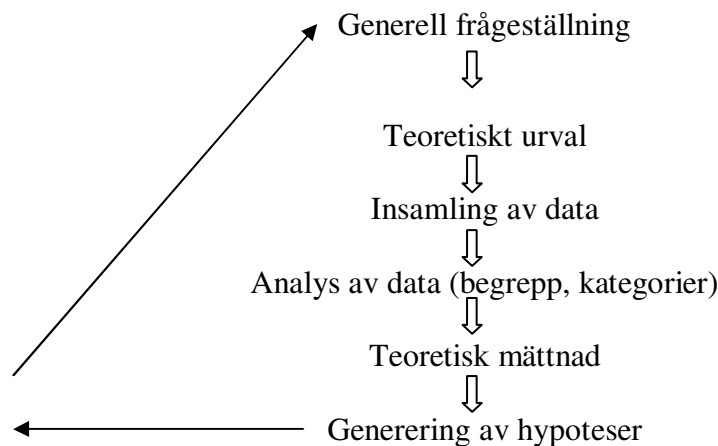 Generell frågeställning
Teoretiskt urval
Insamling av data
Analys av data (begrepp, kategorier)
Teoretisk mättnad
Generering av hypoteser